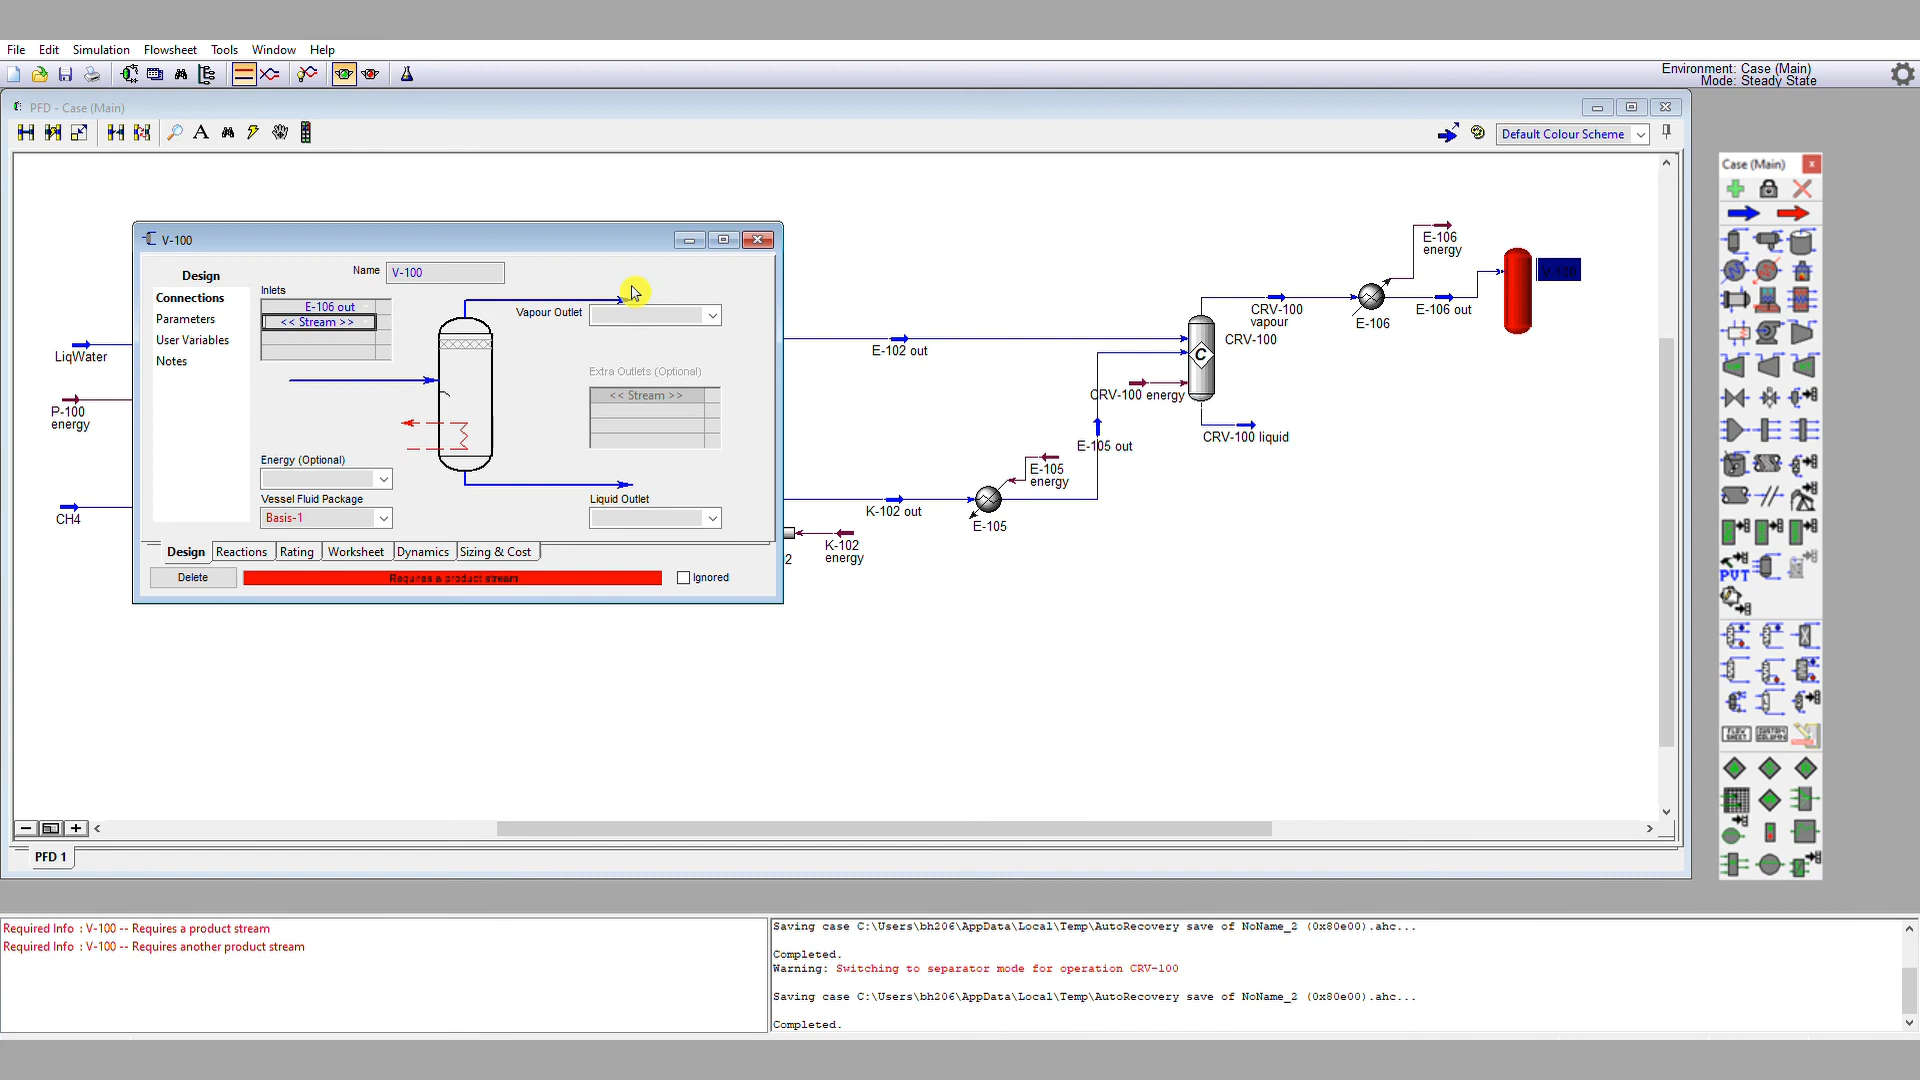 File Edit Simulation Flowsheet Tools Window Help
Environment: Case (Main)
Mode: Steady State
PFD - Case (Main)
Default Colour Scheme
Case (Main)
V-100
Design
Connections
Parameters
User Variables
Notes
Name V-100
Inlets
E-106 out
<< Stream >>
Vapour Outlet
Extra Outlets (Optional)
<< Stream >>
Energy (Optional)
Vessel Fluid Package
Basis-1
Liquid Outlet
Design Reactions Rating Worksheet Dynamics Sizing & Cost
Delete Requires a product stream Ignored
LiqWater
P-100
energy
CH4
E-102 out
K-102 out
2
K-102
energy
E-105
E-105
energy
E-105 out
CRV-100 energy
CRV-100
CRV-100
vapour
CRV-100 liquid
C
E-106
E-106
energy
E-106 out
V-100
PVT
FLOW
SHEET
CUSTOM
COLUMN
PFD 1
Required Info : V-100 -- Requires a product stream
Required Info : V-100 -- Requires another product stream
Saving case C:\Users\bh206\AppData\Local\Temp\AutoRecovery save of NoName_2 (0x80e00).ahc...
Completed.
Warning: Switching to separator mode for operation CRV-100
Saving case C:\Users\bh206\AppData\Local\Temp\AutoRecovery save of NoName_2 (0x80e00).ahc...
Completed.